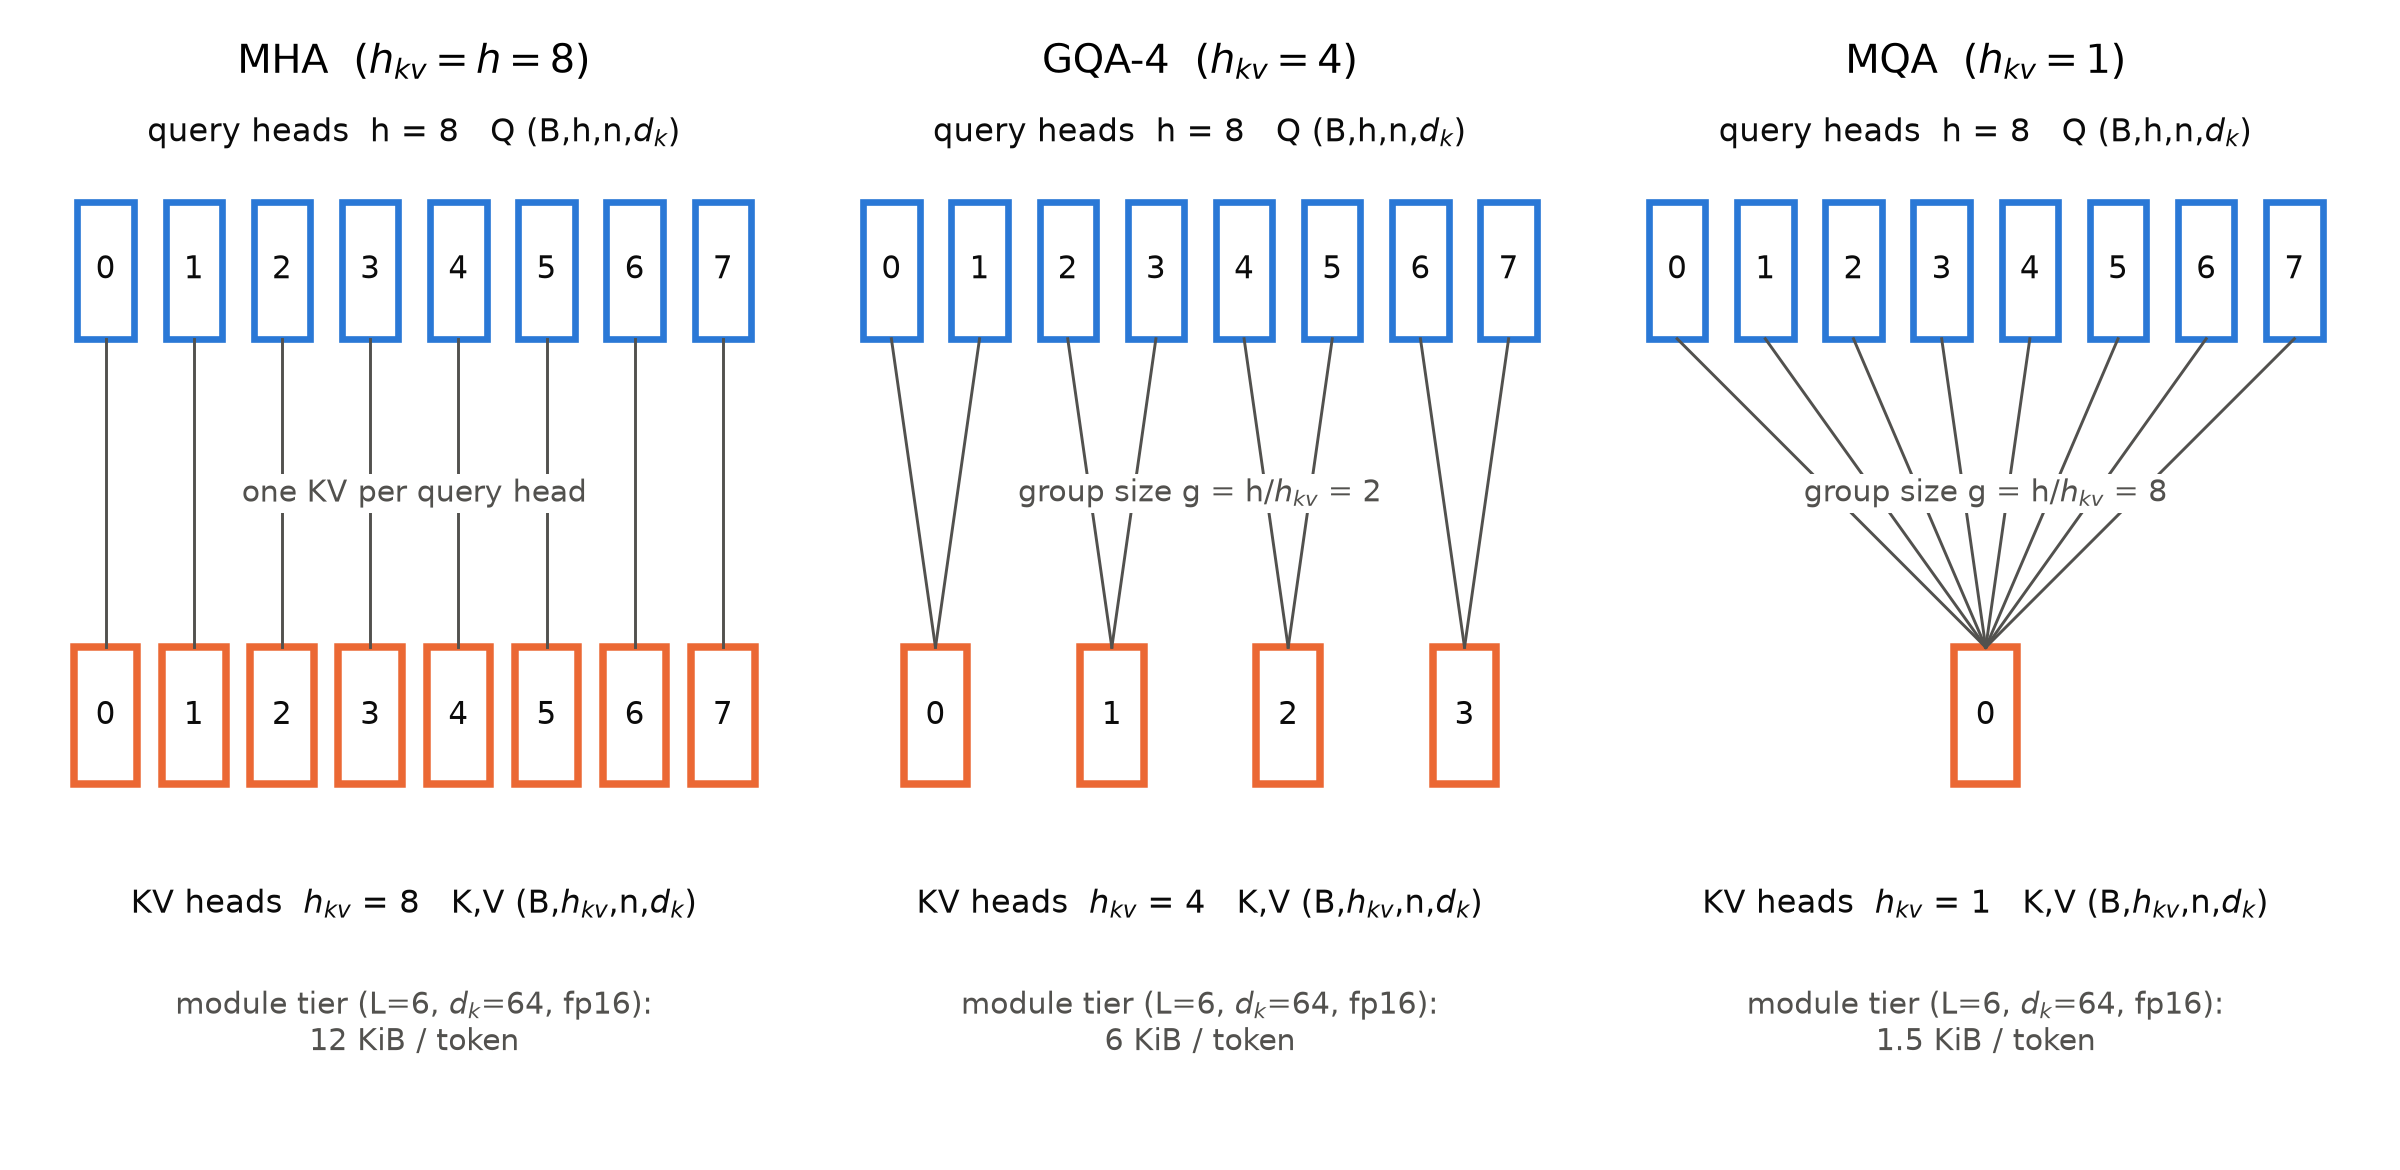 MHA (h_kv = h = 8)
query heads h = 8 Q (B,h,n,d_k)
0 1 2 3 4 5 6 7
one KV per query head
0 1 2 3 4 5 6 7
KV heads h_kv = 8 K,V (B,h_kv,n,d_k)
module tier (L=6, d_k=64, fp16):
12 KiB / token
GQA-4 (h_kv = 4)
query heads h = 8 Q (B,h,n,d_k)
0 1 2 3 4 5 6 7
group size g = h/h_kv = 2
0 1 2 3
KV heads h_kv = 4 K,V (B,h_kv,n,d_k)
module tier (L=6, d_k=64, fp16):
6 KiB / token
MQA (h_kv = 1)
query heads h = 8 Q (B,h,n,d_k)
0 1 2 3 4 5 6 7
group size g = h/h_kv = 8
0
KV heads h_kv = 1 K,V (B,h_kv,n,d_k)
module tier (L=6, d_k=64, fp16):
1.5 KiB / token